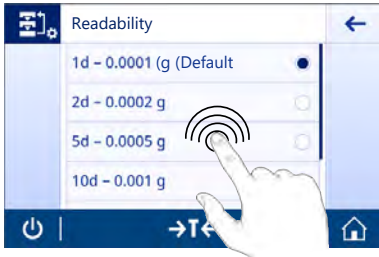 Readability
1d – 0.0001 (g (Default
2d – 0.0002 g
5d – 0.0005 g
10d – 0.001 g
→T←